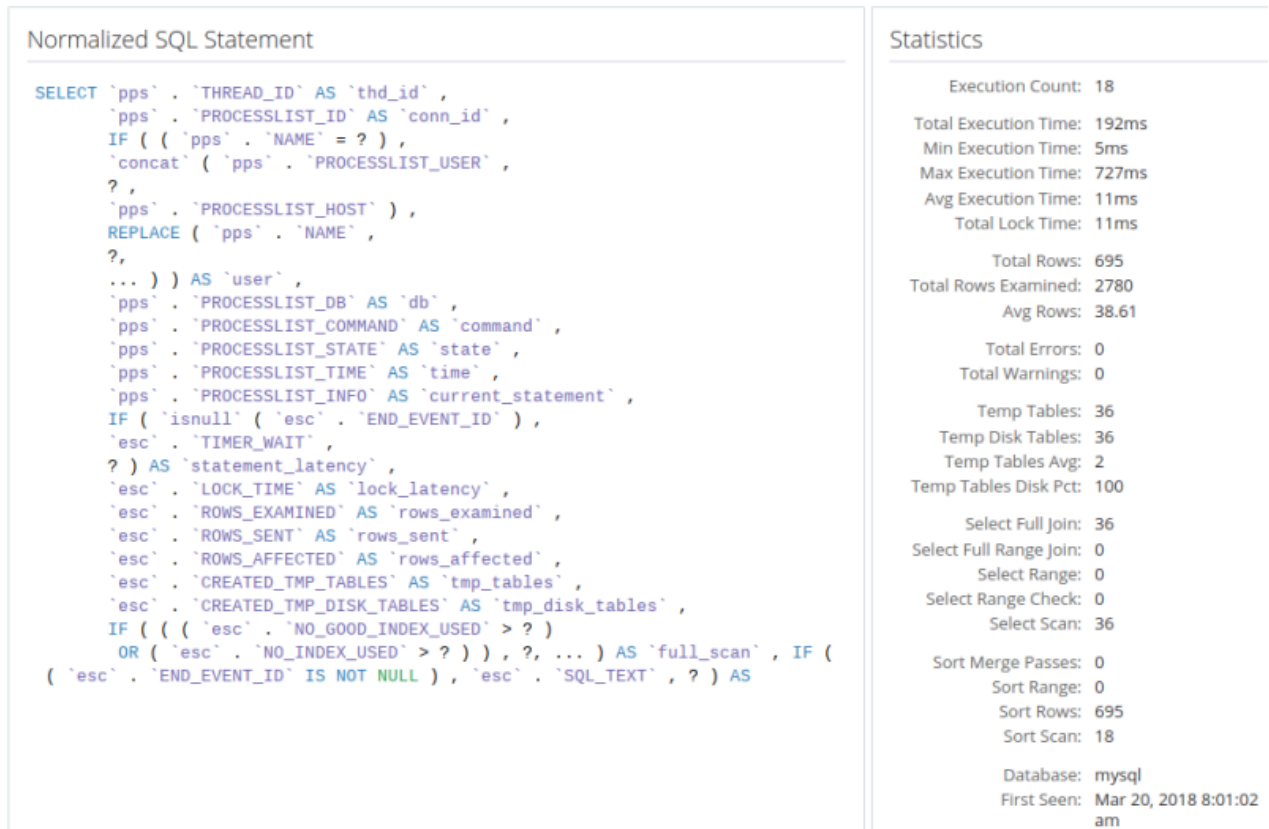 Normalized SQL Statement
SELECT `pps` . `THREAD_ID` AS `thd_id` ,
`pps` . `PROCESSLIST_ID` AS `conn_id` ,
IF ( ( `pps` . `NAME` = ? ) ,
`concat` ( `pps` . `PROCESSLIST_USER` ,
? ,
`pps` . `PROCESSLIST_HOST` ) ,
REPLACE ( `pps` . `NAME` ,
?,
... ) ) AS `user` ,
`pps` . `PROCESSLIST_DB` AS `db` ,
`pps` . `PROCESSLIST_COMMAND` AS `command` ,
`pps` . `PROCESSLIST_STATE` AS `state` ,
`pps` . `PROCESSLIST_TIME` AS `time` ,
`pps` . `PROCESSLIST_INFO` AS `current_statement` ,
IF ( `isnull` ( `esc` . `END_EVENT_ID` ) ,
`esc` . `TIMER_WAIT` ,
? ) AS `statement_latency` ,
`esc` . `LOCK_TIME` AS `lock_latency` ,
`esc` . `ROWS_EXAMINED` AS `rows_examined` ,
`esc` . `ROWS_SENT` AS `rows_sent` ,
`esc` . `ROWS_AFFECTED` AS `rows_affected` ,
`esc` . `CREATED_TMP_TABLES` AS `tmp_tables` ,
`esc` . `CREATED_TMP_DISK_TABLES` AS `tmp_disk_tables` ,
IF ( ( ( `esc` . `NO_GOOD_INDEX_USED` > ? )
OR ( `esc` . `NO_INDEX_USED` > ? ) ) , ?, ... ) AS `full_scan` , IF (
( `esc` . `END_EVENT_ID` IS NOT NULL ) , `esc` . `SQL_TEXT` , ? ) AS
Statistics
Execution Count: 18
Total Execution Time: 192ms
Min Execution Time: 5ms
Max Execution Time: 727ms
Avg Execution Time: 11ms
Total Lock Time: 11ms
Total Rows: 695
Total Rows Examined: 2780
Avg Rows: 38.61
Total Errors: 0
Total Warnings: 0
Temp Tables: 36
Temp Disk Tables: 36
Temp Tables Avg: 2
Temp Tables Disk Pct: 100
Select Full Join: 36
Select Full Range Join: 0
Select Range: 0
Select Range Check: 0
Select Scan: 36
Sort Merge Passes: 0
Sort Range: 0
Sort Rows: 695
Sort Scan: 18
Database: mysql
First Seen: Mar 20, 2018 8:01:02
am